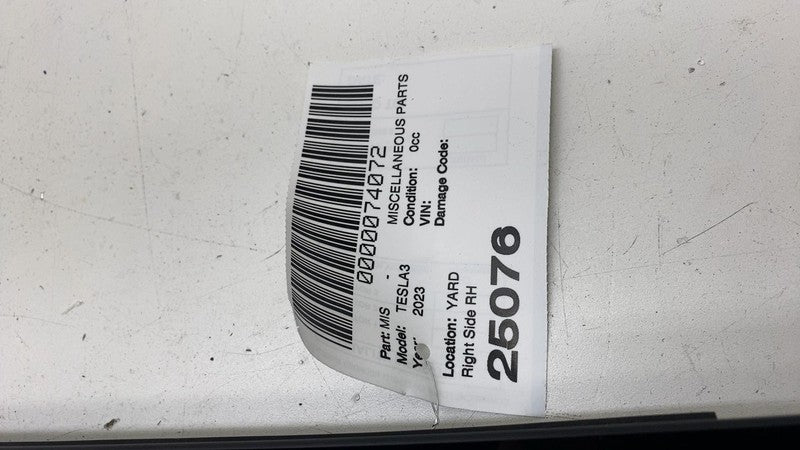 0000074072
Part: MIS - MISCELLANEOUS PARTS
Model: TESLA3 Condition: 0cc
Year: 2023 VIN:
Damage Code:
Location: YARD
Right Side RH
25076